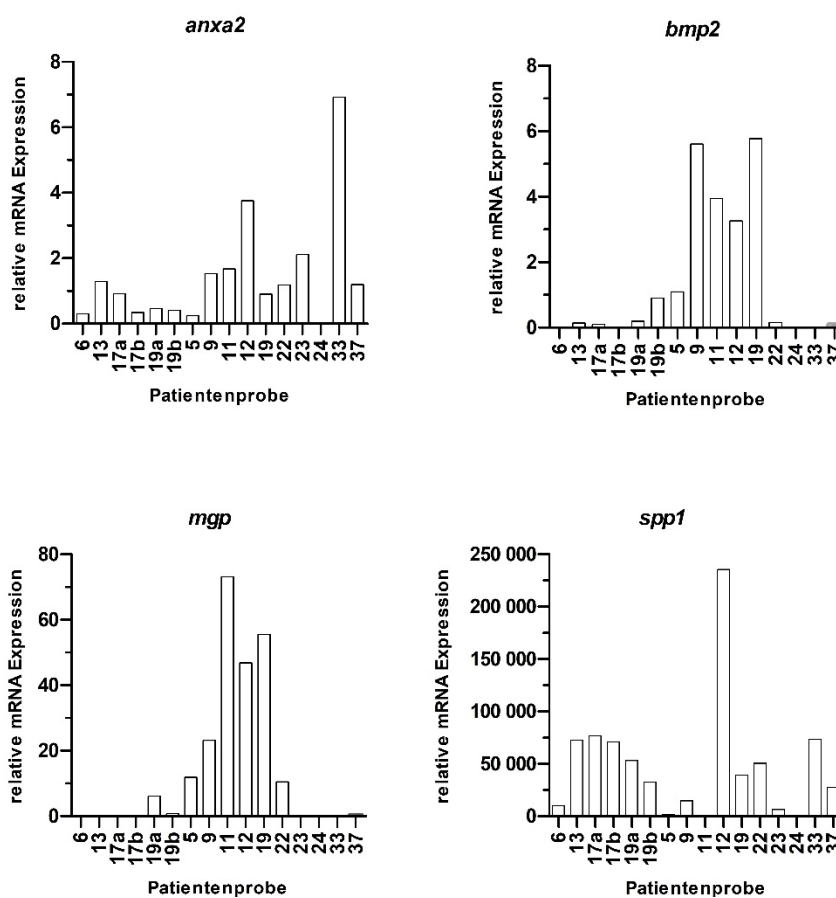 anxa2
relative mRNA Expression
8
6
4
2
0
6 13 17a 17b 19a 19b 5 9 11 12 19 22 23 24 33 37
Patientenprobe
bmp2
relative mRNA Expression
8
6
4
2
0
6 13 17a 17b 19a 19b 5 9 11 12 19 22 24 33 37
Patientenprobe
mgp
relative mRNA Expression
80
60
40
20
0
6 13 17a 17b 19a 19b 5 9 11 12 19 22 23 24 33 37
Patientenprobe
spp1
relative mRNA Expression
250 000
200 000
150 000
100 000
50 000
0
6 13 17a 17b 19a 19b 5 9 11 12 19 22 23 24 33 37
Patientenprobe